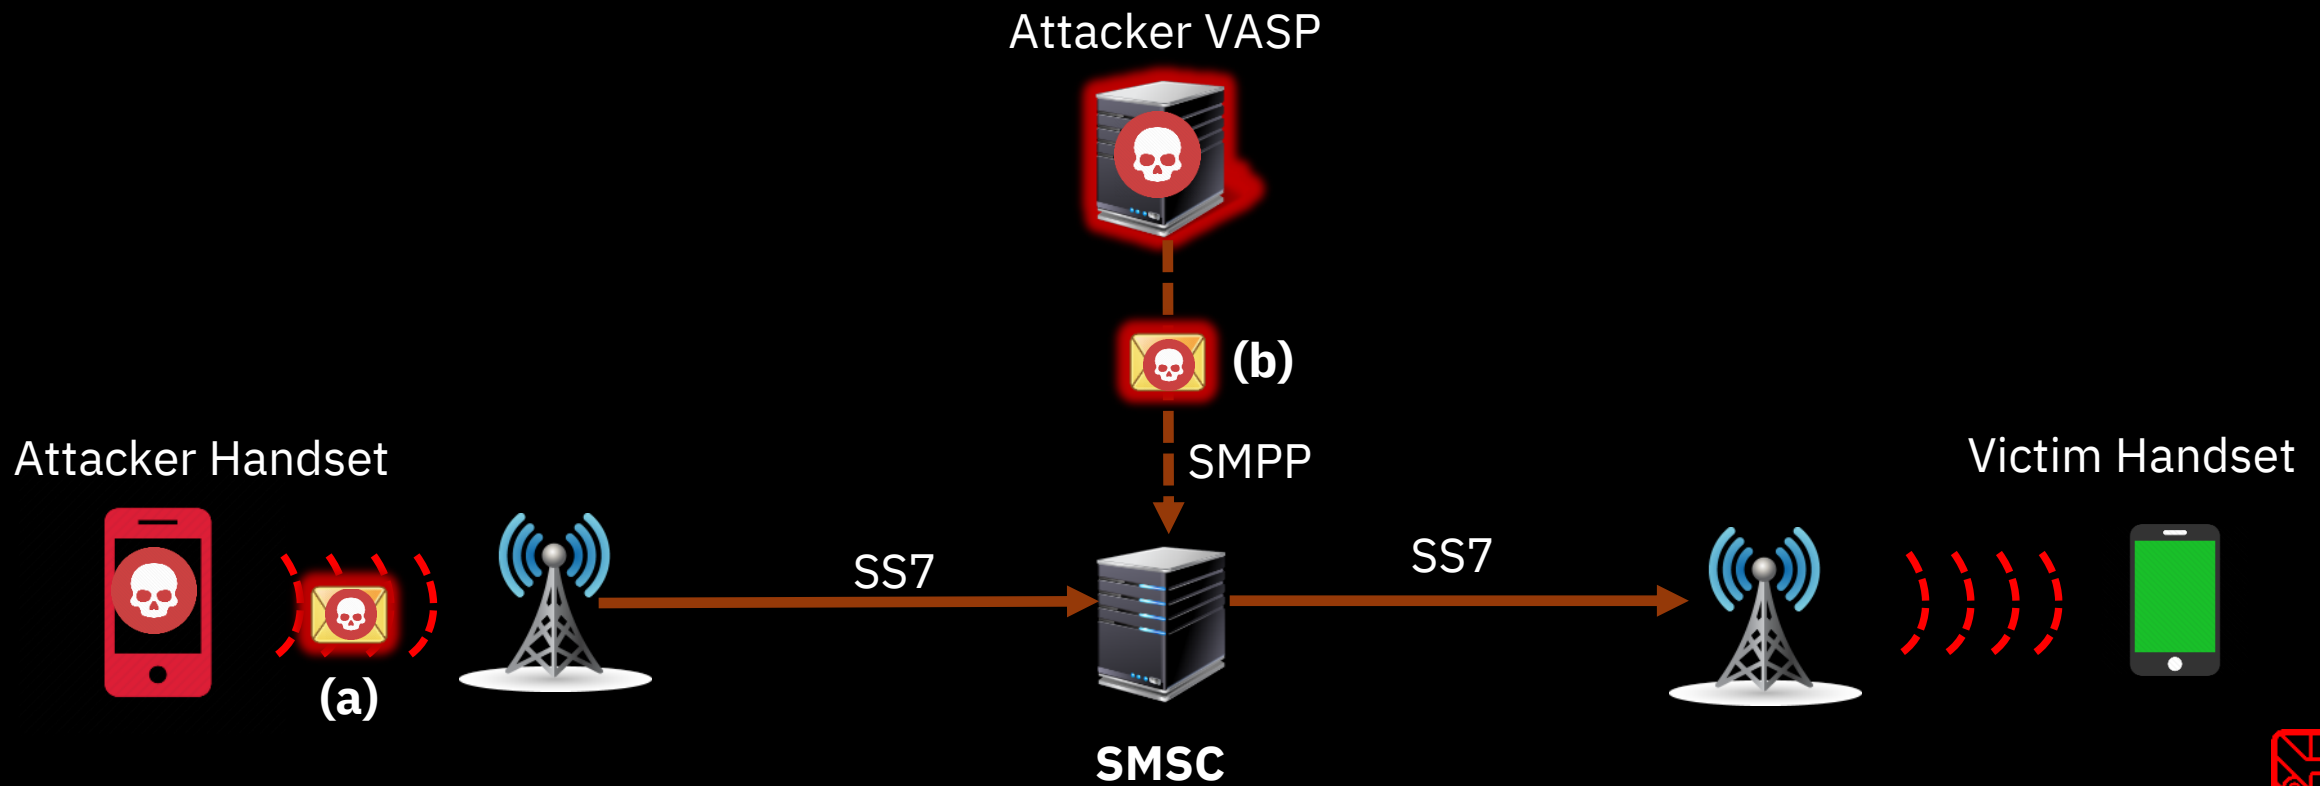 Attacker VASP
(b)
SMPP
Attacker Handset
Victim Handset
SS7
SS7
(a)
SMSC